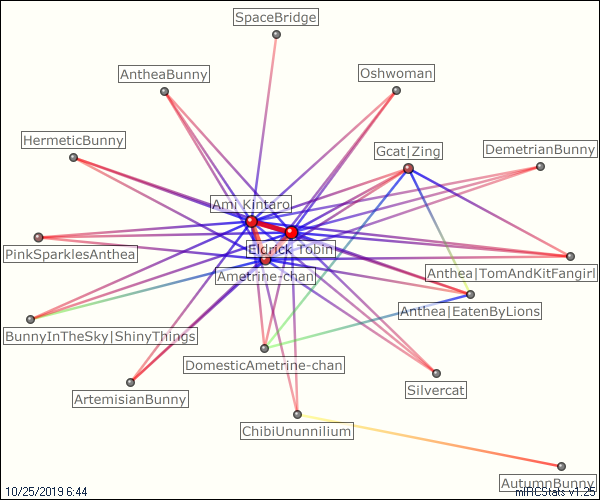 SpaceBridge
AntheaBunny
Oshwoman
HermeticBunny
Gcat|Zing
DemetrianBunny
Ami Kintaro
Eldrick Tobin
PinkSparklesAnthea
Ametrine-chan
Anthea|TomAndKitFangirl
Anthea|EatenByLions
BunnyInTheSky|ShinyThings
DomesticAmetrine-chan
Silvercat
ArtemisianBunny
ChibiUnunnilium
AutumnBunny
10/25/2019 6:44
mIRCStats v1.25